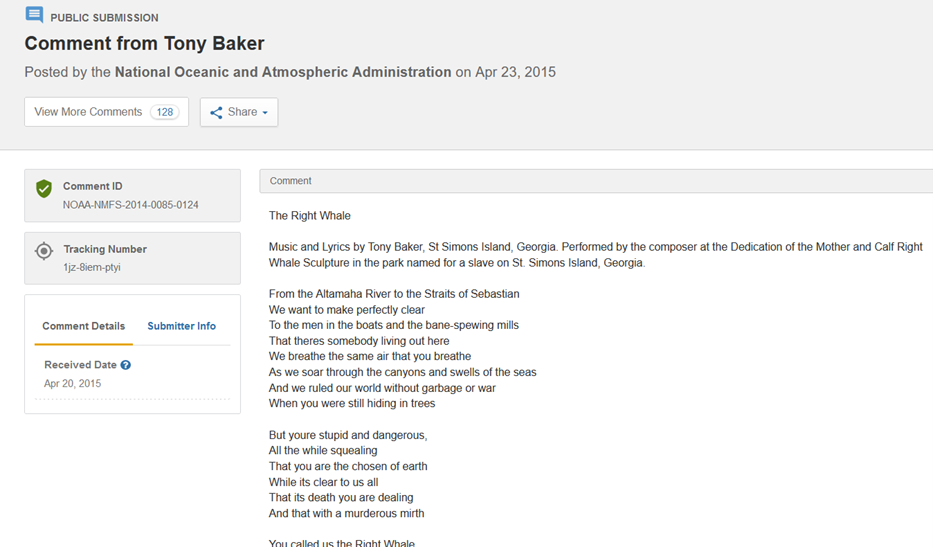 PUBLIC SUBMISSION
Comment from Tony Baker
Posted by the National Oceanic and Atmospheric Administration on Apr 23, 2015
View More Comments 128
Share
Comment ID
NOAA-NMFS-2014-0085-0124
Tracking Number
1jz-8iem-ptyi
Comment Details
Submitter Info
Received Date
Apr 20, 2015
Comment
The Right Whale
Music and Lyrics by Tony Baker, St Simons Island, Georgia. Performed by the composer at the Dedication of the Mother and Calf Right
Whale Sculpture in the park named for a slave on St. Simons Island, Georgia.
From the Altamaha River to the Straits of Sebastian
We want to make perfectly clear
To the men in the boats and the bane-spewing mills
That theres somebody living out here
We breathe the same air that you breathe
As we soar through the canyons and swells of the seas
And we ruled our world without garbage or war
When you were still hiding in trees
But youre stupid and dangerous,
All the while squealing
That you are the chosen of earth
While its clear to us all
That its death you are dealing
And that with a murderous mirth
You called us the Right Whale